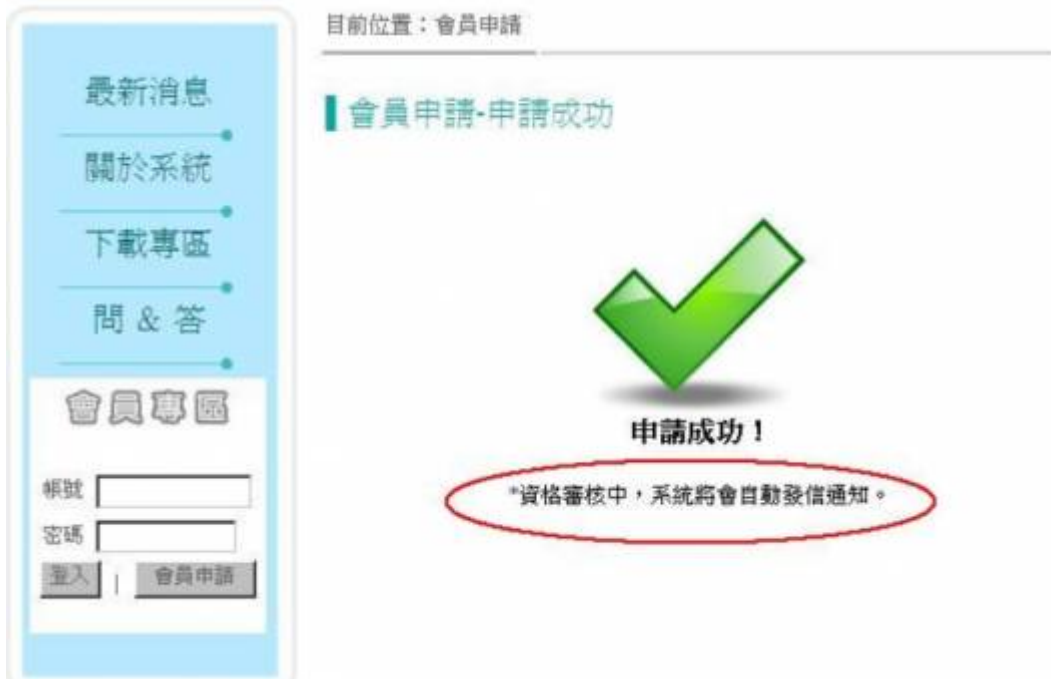 目前位置：會員申請
最新消息
關於系統
下載專區
問 & 答
會員專區
帳號
密碼
登入 | 會員申請
會員申請-申請成功
申請成功！
*資格審核中，系統將會自動發信通知。